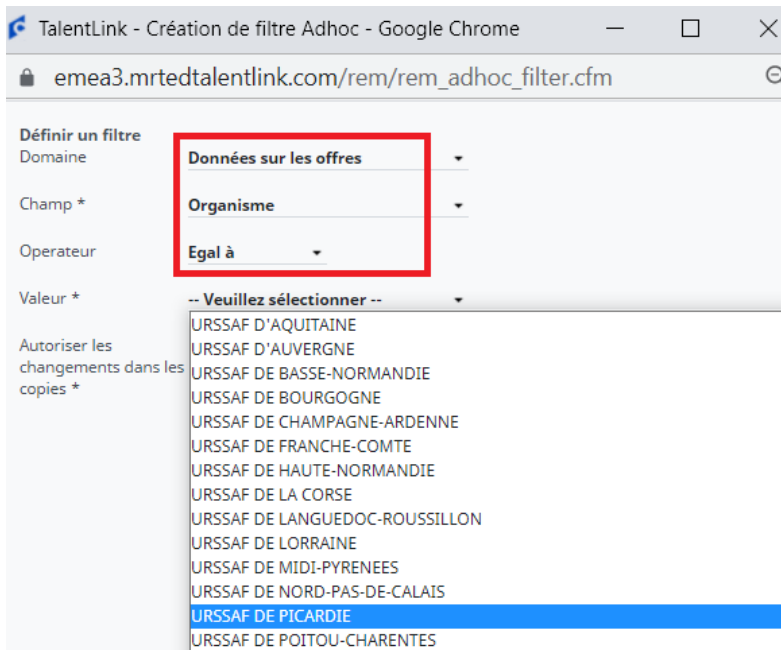 TalentLink - Création de filtre Adhoc - Google Chrome
emea3.mrtedtalentlink.com/rem/rem_adhoc_filter.cfm
Définir un filtre
Domaine Données sur les offres
Champ * Organisme
Operateur Egal à
Valeur * -- Veuillez sélectionner --
Autoriser les
changements dans les
copies *
URSSAF D'AQUITAINE
URSSAF D'AUVERGNE
URSSAF DE BASSE-NORMANDIE
URSSAF DE BOURGOGNE
URSSAF DE CHAMPAGNE-ARDENNE
URSSAF DE FRANCHE-COMTE
URSSAF DE HAUTE-NORMANDIE
URSSAF DE LA CORSE
URSSAF DE LANGUEDOC-ROUSSILLON
URSSAF DE LORRAINE
URSSAF DE MIDI-PYRENEES
URSSAF DE NORD-PAS-DE-CALAIS
URSSAF DE PICARDIE
URSSAF DE POITOU-CHARENTES